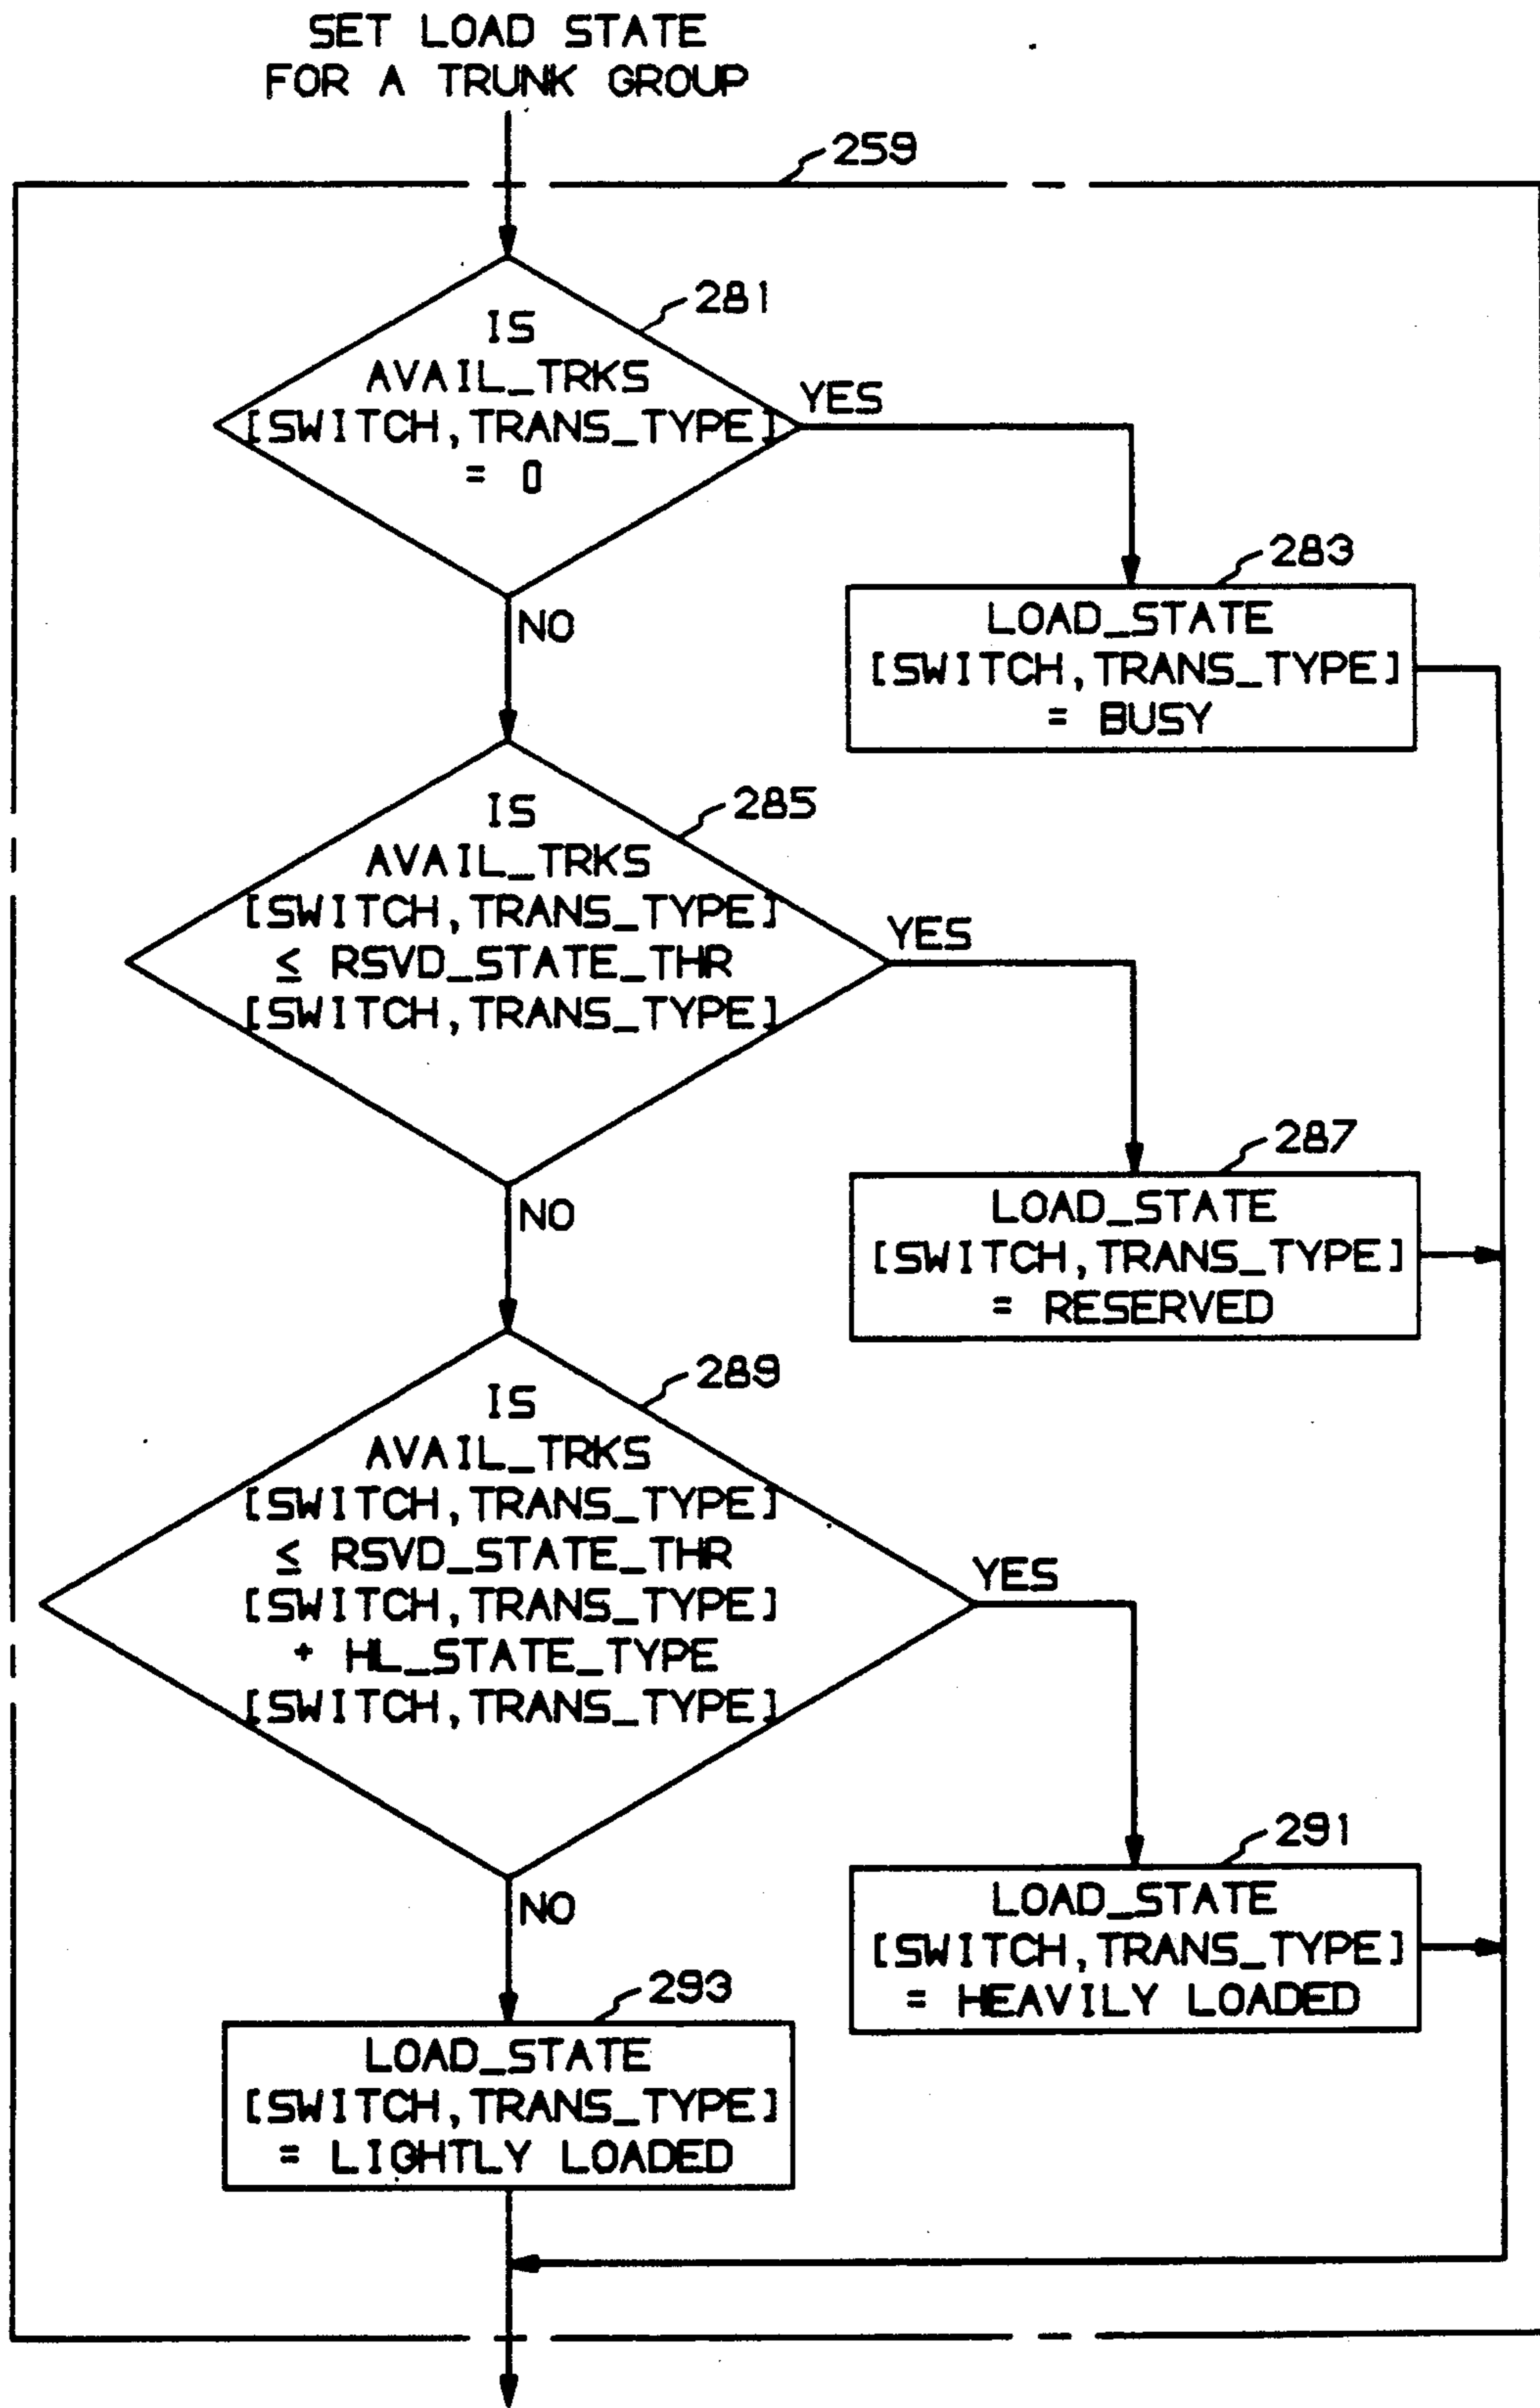 SET LOAD STATE
FOR A TRUNK GROUP
259
281
IS
AVAIL_TRKS
[SWITCH,TRANS_TYPE]
= 0
YES
NO
283
LOAD_STATE
[SWITCH,TRANS_TYPE]
= BUSY
285
IS
AVAIL_TRKS
[SWITCH,TRANS_TYPE]
≤ RSVD_STATE_THR
[SWITCH,TRANS_TYPE]
YES
NO
287
LOAD_STATE
[SWITCH,TRANS_TYPE]
= RESERVED
289
IS
AVAIL_TRKS
[SWITCH,TRANS_TYPE]
≤ RSVD_STATE_THR
[SWITCH,TRANS_TYPE]
+ HL_STATE_TYPE
[SWITCH,TRANS_TYPE]
YES
NO
291
LOAD_STATE
[SWITCH,TRANS_TYPE]
= HEAVILY LOADED
293
LOAD_STATE
[SWITCH,TRANS_TYPE]
= LIGHTLY LOADED